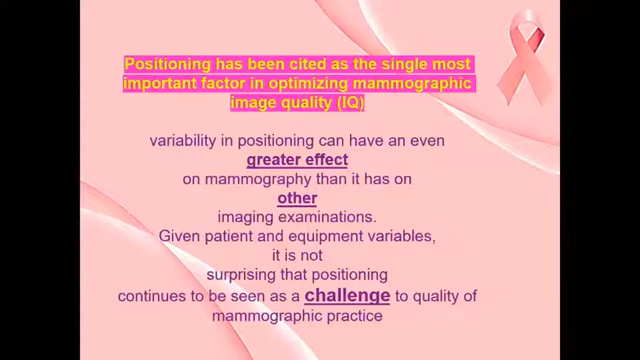 Positioning has been cited as the single most
important factor in optimizing mammographic
image quality (IQ)
variability in positioning can have an even
greater effect
on mammography than it has on
other
imaging examinations.
Given patient and equipment variables,
it is not
surprising that positioning
continues to be seen as a challenge to quality of
mammographic practice